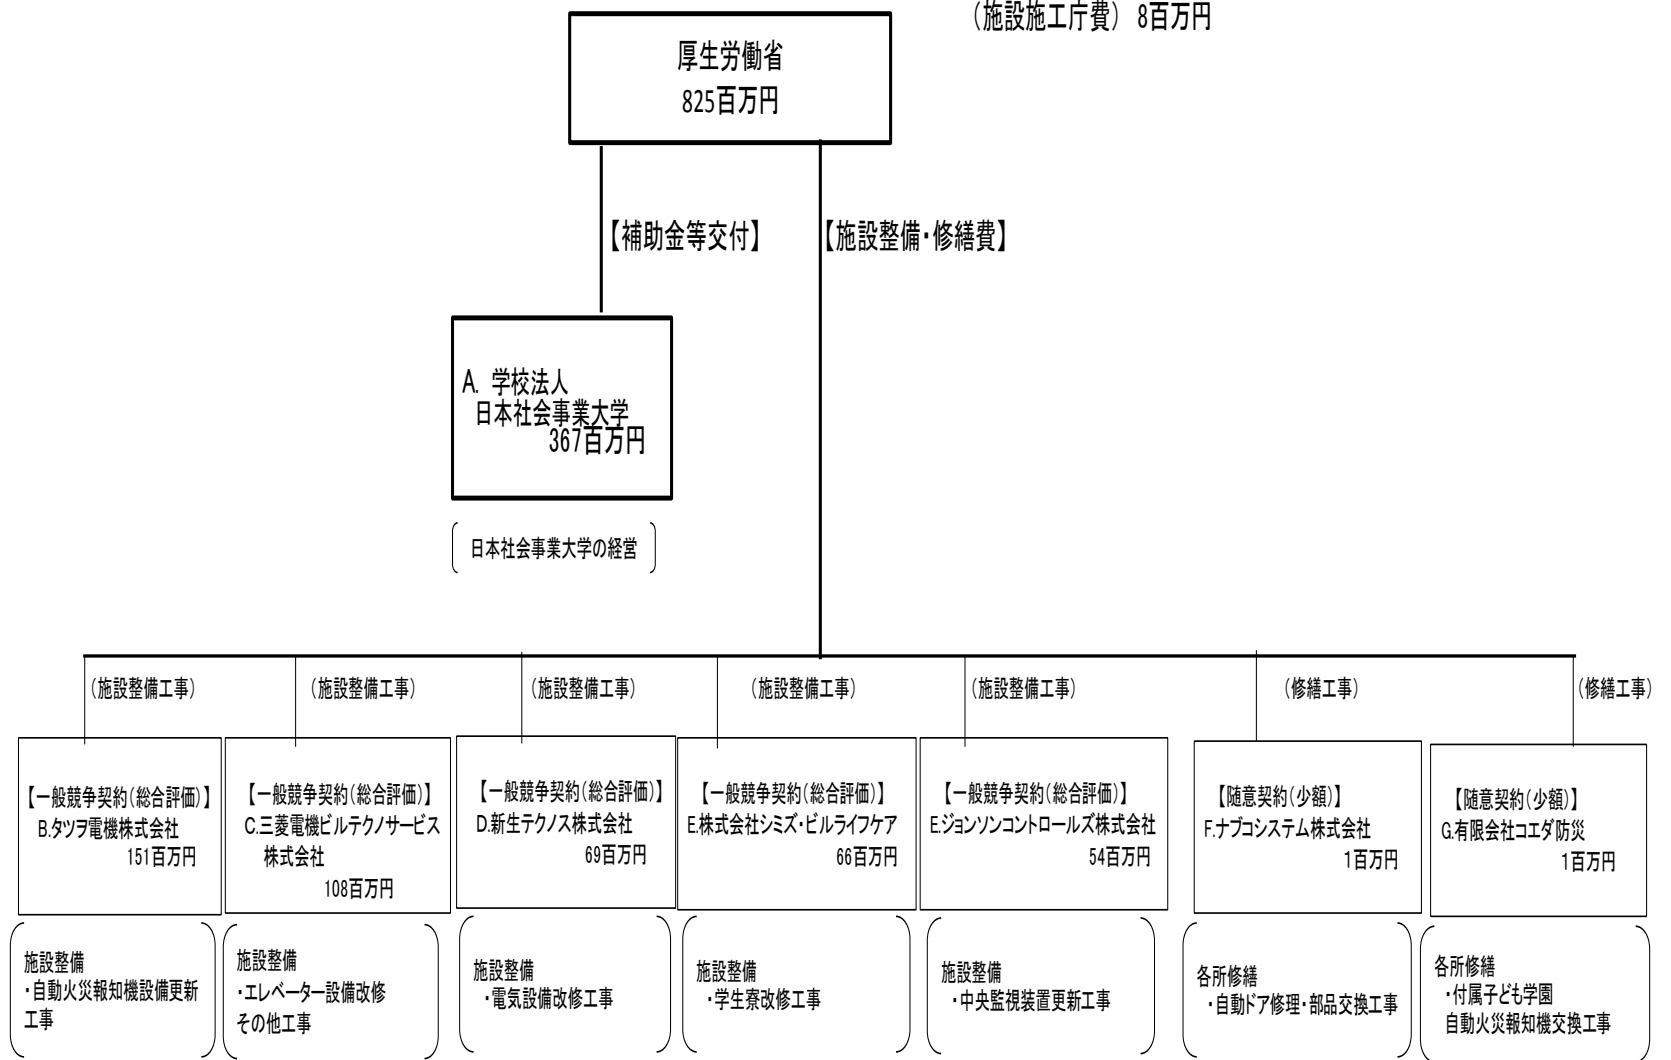 （施設施工庁費）8百万円
厚生労働省
825百万円
【補助金等交付】
【施設整備・修繕費】
A. 学校法人
日本社会事業大学
367百万円
日本社会事業大学の経営
（施設整備工事）
（施設整備工事）
（施設整備工事）
（施設整備工事）
（施設整備工事）
（修繕工事）
（修繕工事）
【一般競争契約（総合評価）】
B.タツヲ電機株式会社
151百万円
【一般競争契約（総合評価）】
C.三菱電機ビルテクノサービス
株式会社
108百万円
【一般競争契約（総合評価）】
D.新生テクノス株式会社
69百万円
【一般競争契約（総合評価）】
E.株式会社シミズ・ビルライフケア
66百万円
【一般競争契約（総合評価）】
E.ジョンソンコントロールズ株式会社
54百万円
【随意契約（少額）】
F.ナブコシステム株式会社
1百万円
【随意契約（少額）】
G.有限会社コエダ防災
1百万円
施設整備
・自動火災報知機設備更新
工事
施設整備
・エレベーター設備改修
その他工事
施設整備
・電気設備改修工事
施設整備
・学生寮改修工事
施設整備
・中央監視装置更新工事
各所修繕
・自動ドア修理・部品交換工事
各所修繕
・付属子ども学園
自動火災報知機交換工事